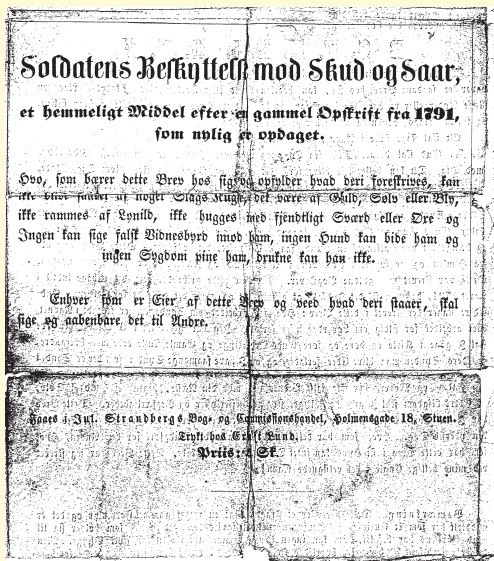 Soldatens Beskyttelse mod Skud og Saar,
et hemmeligt Middel efter en gammel Opskrift fra 1791,
som nylig er opdaget.
Hvo, som bærer dette Brev hos sig og opfylder hvad deri foreskrives, kan
ikke blive saaret af noget Slags Kugle, det være af Guld, Sølv eller Bly,
ikke rammes af Lynild, ikke hugges med fjendtligt Sværd eller Øxe og
Ingen kan sige falsk Vidnesbyrd imod ham, ingen Hund kan bide ham og
ingen Sygdom pine ham, drukne kan han ikke.
Enhver som er Eier af dette Brev og veed hvad deri staaer, skal
sige og aabenbare det til Andre.
Faaes i Jul. Strandbergs Bog- og Commissionshandel, Holmensgade 18, Stuen.
Trykt hos Ernst Lund.
Priis: Sk.